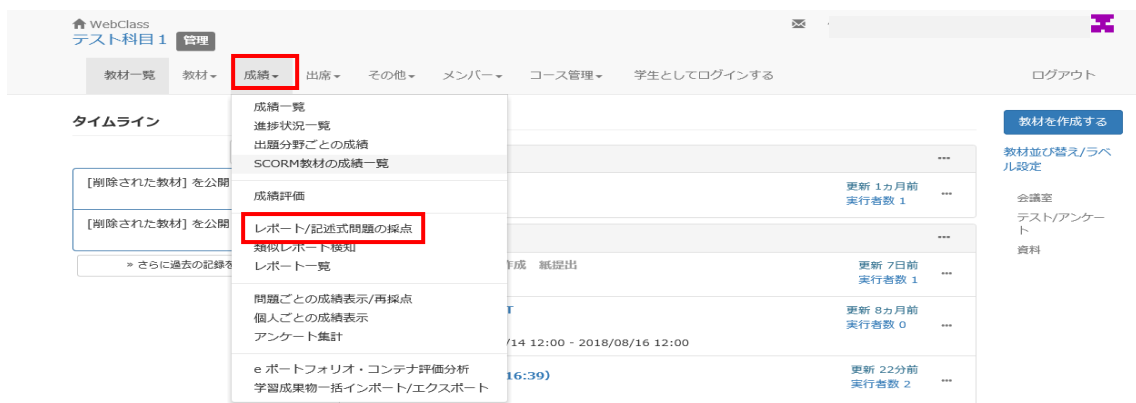 WebClass
テスト科目1 管理
教材一覧 教材 成績 出席 その他 メンバー コース管理 学生としてログインする ログアウト
タイムライン
[削除された教材] を公開
[削除された教材] を公開
» さらに過去の記録を
成績一覧
進捗状況一覧
出題分野ごとの成績
SCORM教材の成績一覧
成績評価
レポート/記述式問題の採点
類似レポート検知
レポート一覧
問題ごとの成績表示/再採点
個人ごとの成績表示
アンケート集計
e ポートフォリオ・コンテナ評価分析
学習成果物一括インポート/エクスポート
更新 1ヵ月前
実行者数 1
作成 紙提出
更新 7日前
実行者数 1
T
更新 8ヵ月前
実行者数 0
/14 12:00 - 2018/08/16 12:00
16:39)
更新 22分前
実行者数 2
教材を作成する
教材並び替え/ラベ
ル設定
会議室
テスト/アンケー
ト
資料